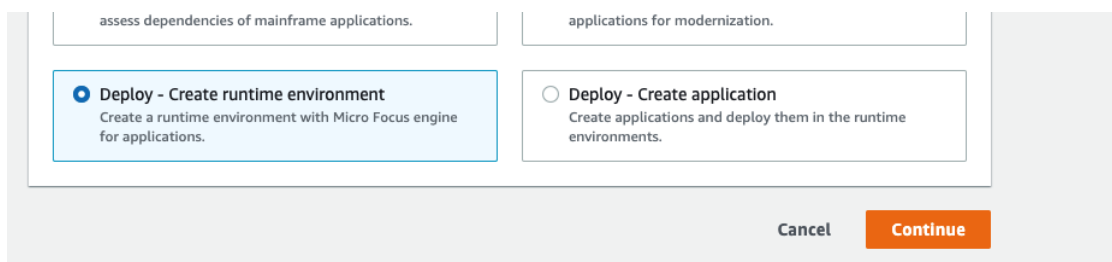 assess dependencies of mainframe applications.
applications for modernization.
Deploy - Create runtime environment
Create a runtime environment with Micro Focus engine
for applications.
Deploy - Create application
Create applications and deploy them in the runtime
environments.
Cancel
Continue